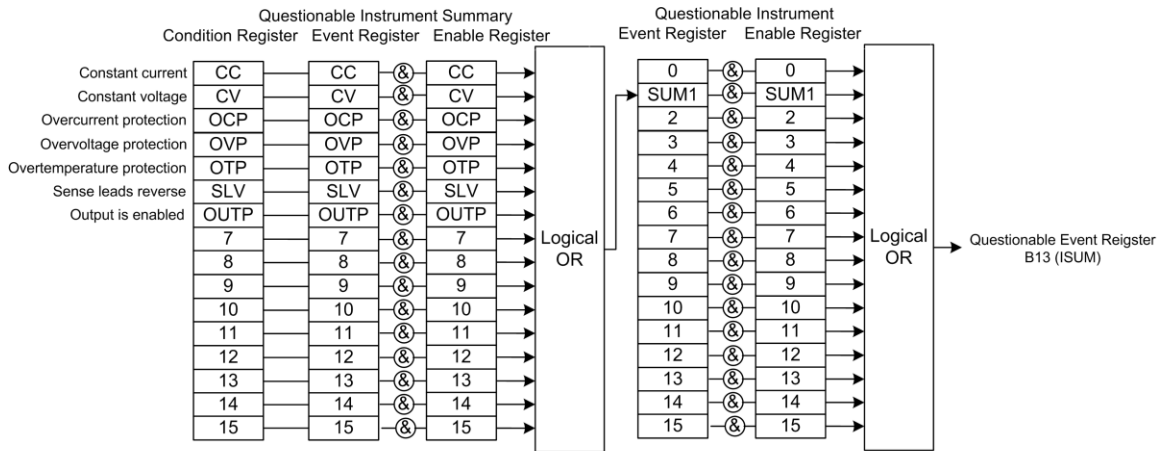 Questionable Instrument Summary Questionable Instrument
Condition Register Event Register Enable Register Event Register Enable Register
Constant current CC CC & CC 0 & 0
Constant voltage CV CV & CV SUM1 & SUM1
Overcurrent protection OCP OCP & OCP 2 & 2
Overvoltage protection OVP OVP & OVP 3 & 3
Overtemperature protection OTP OTP & OTP 4 & 4
Sense leads reverse SLV SLV & SLV 5 & 5
Output is enabled OUTP OUTP & OUTP 6 & 6
7 7 & 7 Logical OR 7 & 7 Logical OR Questionable Event Reigster B13 (ISUM)
8 8 & 8 8 & 8
9 9 & 9 9 & 9
10 10 & 10 10 & 10
11 11 & 11 11 & 11
12 12 & 12 12 & 12
13 13 & 13 13 & 13
14 14 & 14 14 & 14
15 15 & 15 15 & 15